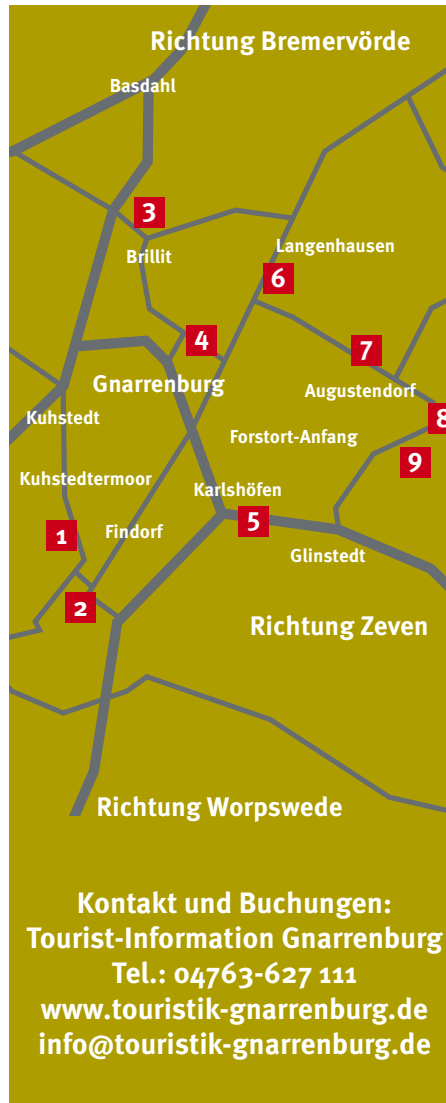 Richtung Bremervörde
Basdahl
3
Brillit
Langenhausen
6
4
7
Gnarrenburg
Augustendorf
Kuhstedt
8
Forstort-Anfang
9
Kuhstedtermoor
Karlshöfen
1
Findorf
5
Glinstedt
2
Richtung Zeven
Richtung Worpswede
Kontakt und Buchungen:
Tourist-Information Gnarrenburg
Tel.: 04763-627 111
www.touristik-gnarrenburg.de
info@touristik-gnarrenburg.de